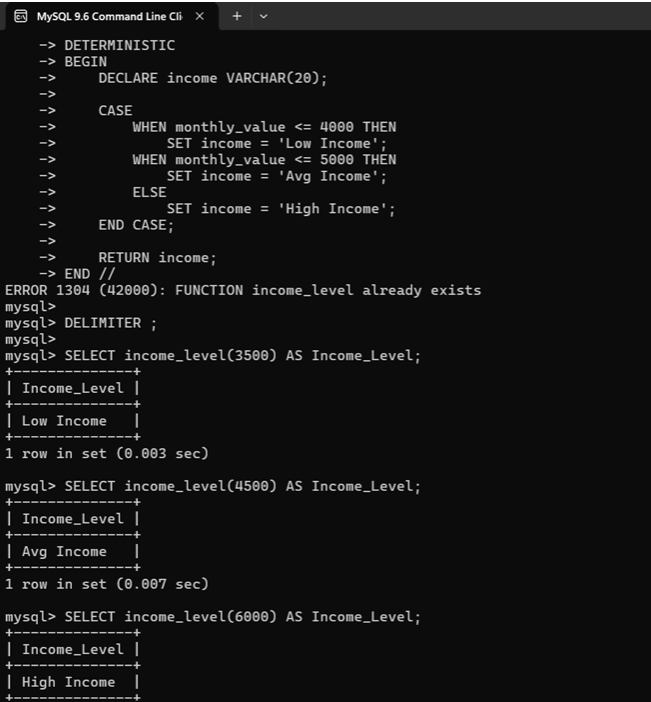 MySQL 9.6 Command Line Cli
    -> DETERMINISTIC
    -> BEGIN
    ->     DECLARE income VARCHAR(20);
    ->
    ->     CASE
    ->         WHEN monthly_value <= 4000 THEN
    ->             SET income = 'Low Income';
    ->         WHEN monthly_value <= 5000 THEN
    ->             SET income = 'Avg Income';
    ->         ELSE
    ->             SET income = 'High Income';
    ->     END CASE;
    ->
    ->     RETURN income;
    -> END //
ERROR 1304 (42000): FUNCTION income_level already exists
mysql>
mysql> DELIMITER ;
mysql>
mysql> SELECT income_level(3500) AS Income_Level;
+--------------+
| Income_Level |
+--------------+
| Low Income   |
+--------------+
1 row in set (0.003 sec)

mysql> SELECT income_level(4500) AS Income_Level;
+--------------+
| Income_Level |
+--------------+
| Avg Income   |
+--------------+
1 row in set (0.007 sec)

mysql> SELECT income_level(6000) AS Income_Level;
+--------------+
| Income_Level |
+--------------+
| High Income  |
+--------------+